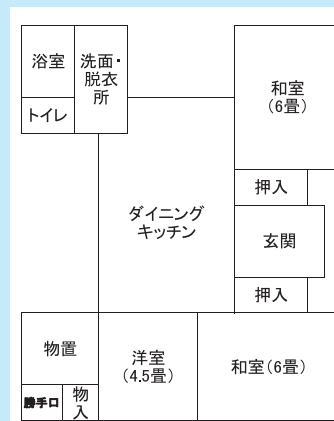 浴室
洗面・
脱衣
所
和室
(6畳)
トイレ
押入
ダイニング
キッチン
玄関
押入
物置
洋室
(4.5畳)
和室(6畳)
勝手口
物
入